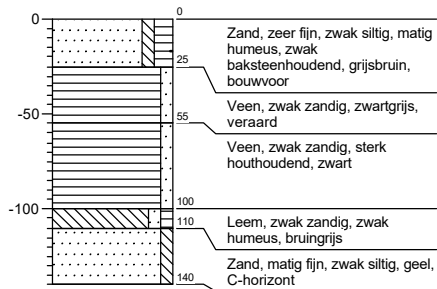 0
0
Zand, zeer fijn, zwak siltig, matig
humeus, zwak
baksteenhoudend, grijsbruin,
bouwvoor
25
Veen, zwak zandig, zwartgrijs,
veraard
-50
55
Veen, zwak zandig, sterk
houthoudend, zwart
-100
100
Leem, zwak zandig, zwak
humeus, bruingrijs
110
Zand, matig fijn, zwak siltig, geel,
C-horizont
140